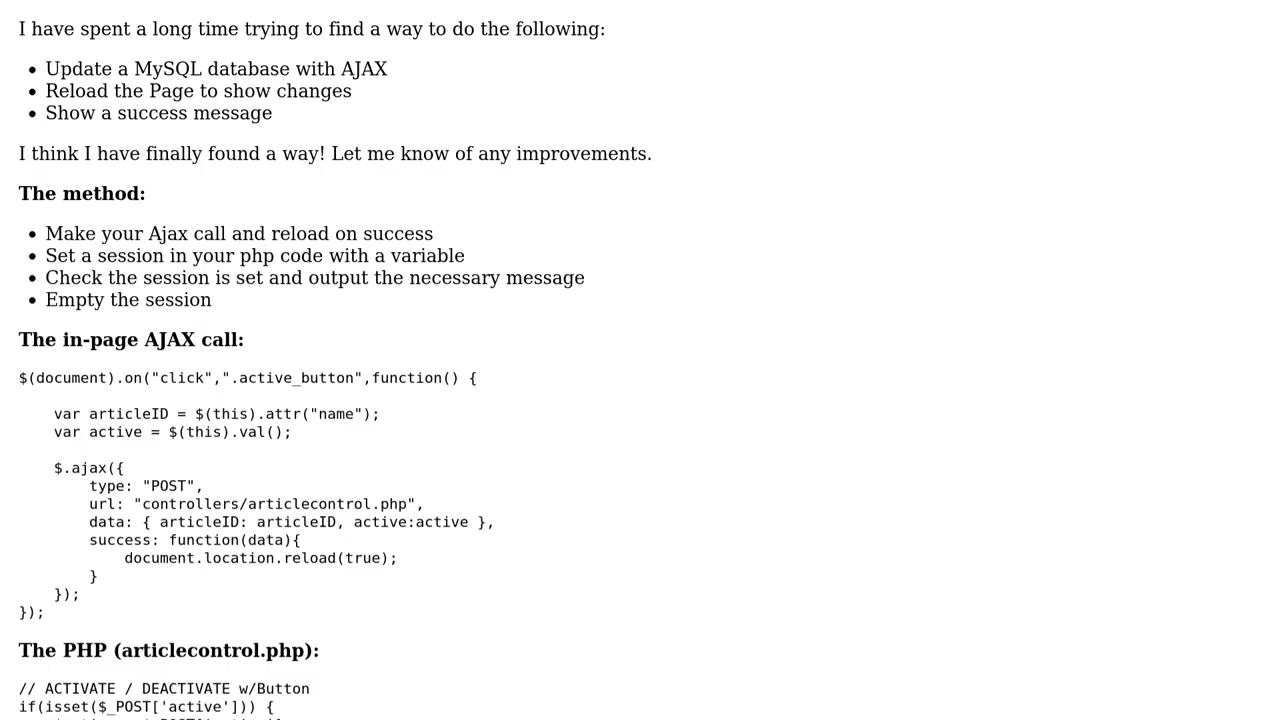 I have spent a long time trying to find a way to do the following:
• Update a MySQL database with AJAX
• Reload the Page to show changes
• Show a success message
I think I have finally found a way! Let me know of any improvements.
The method:
• Make your Ajax call and reload on success
• Set a session in your php code with a variable
• Check the session is set and output the necessary message
• Empty the session
The in-page AJAX call:
$(document).on("click",".active_button",function() {
    var articleID = $(this).attr("name");
    var active = $(this).val();
    $.ajax({
        type: "POST",
        url: "controllers/articlecontrol.php",
        data: { articleID: articleID, active:active },
        success: function(data){
            document.location.reload(true);
        }
    });
});
The PHP (articlecontrol.php):
// ACTIVATE / DEACTIVATE w/Button
if(isset($_POST['active'])) {